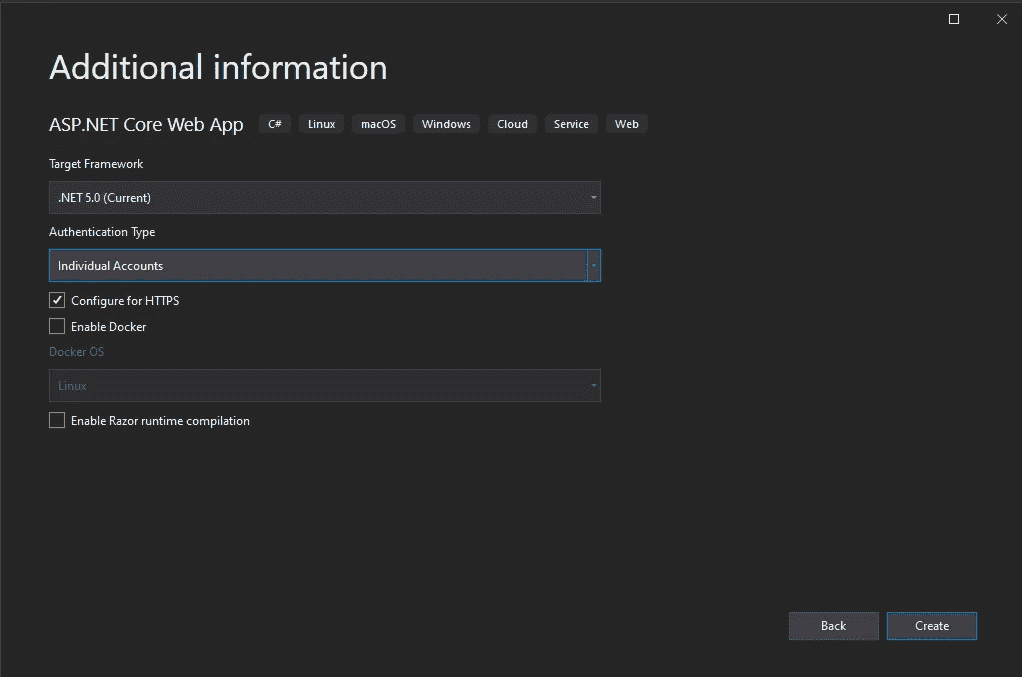 Additional information
ASP.NET Core Web App C# Linux macOS Windows Cloud Service Web
Target Framework
.NET 5.0 (Current)
Authentication Type
Individual Accounts
Configure for HTTPS
Enable Docker
Docker OS
Linux
Enable Razor runtime compilation
Back Create